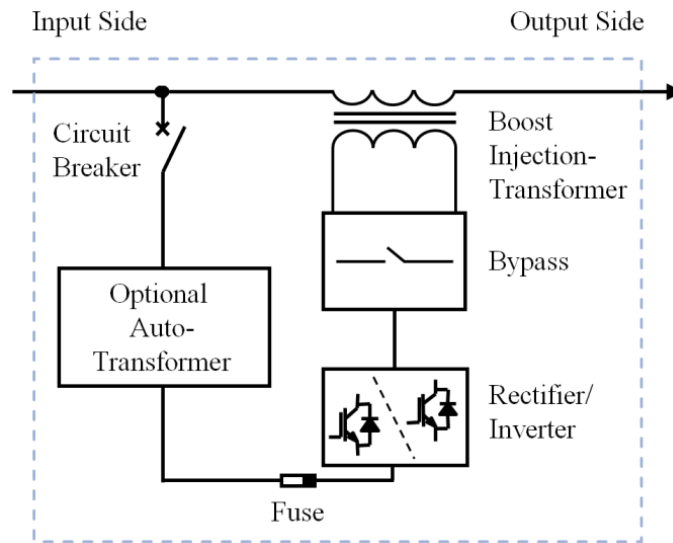 Input Side
Output Side
Circuit
Breaker
Boost
Injection-
Transformer
Bypass
Optional
Auto-
Transformer
Rectifier/
Inverter
Fuse